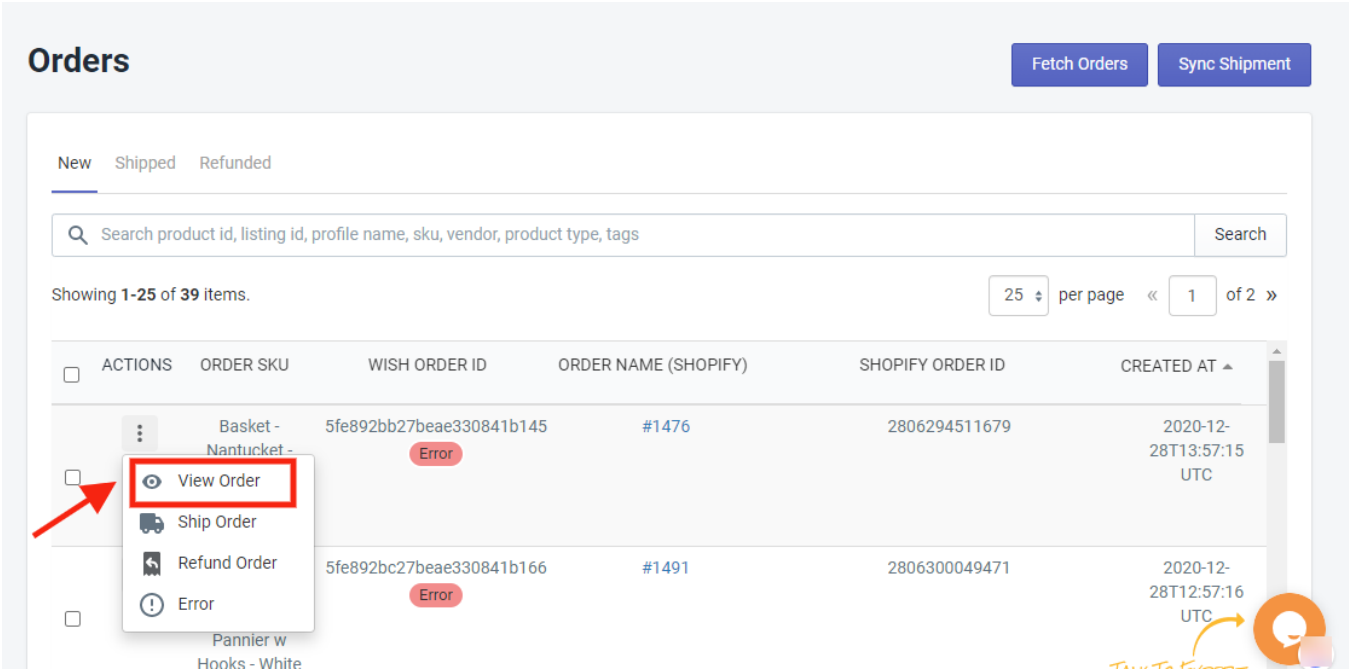 Orders
Fetch Orders
Sync Shipment
New Shipped Refunded
Search product id, listing id, profile name, sku, vendor, product type, tags
Search
Showing 1-25 of 39 items.
25 per page « 1 of 2 »
ACTIONS ORDER SKU WISH ORDER ID ORDER NAME (SHOPIFY) SHOPIFY ORDER ID CREATED AT
Basket -
Nantucket -
5fe892bb27beae330841b145
Error
#1476
2806294511679
2020-12-
28T13:57:15
UTC
View Order
Ship Order
Refund Order
Error
Pannier w
Hooks - White
5fe892bc27beae330841b166
Error
#1491
2806300049471
2020-12-
28T12:57:16
UTC